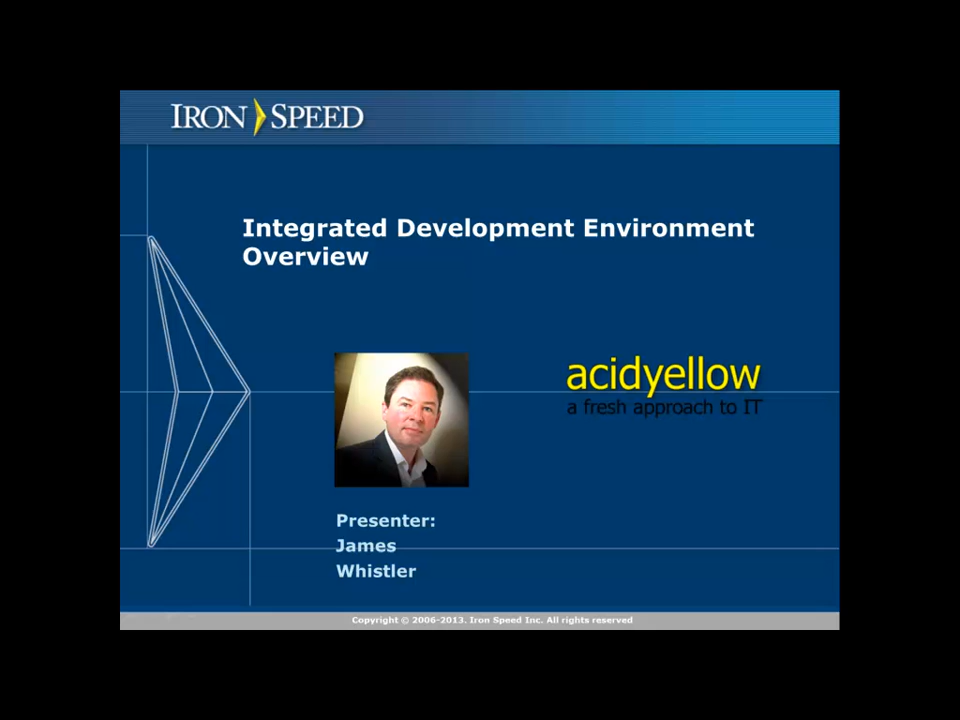 IRON SPEED
Integrated Development Environment
Overview
acidyellow
a fresh approach to IT
Presenter:
James
Whistler
Copyright © 2006-2013. Iron Speed Inc. All rights reserved